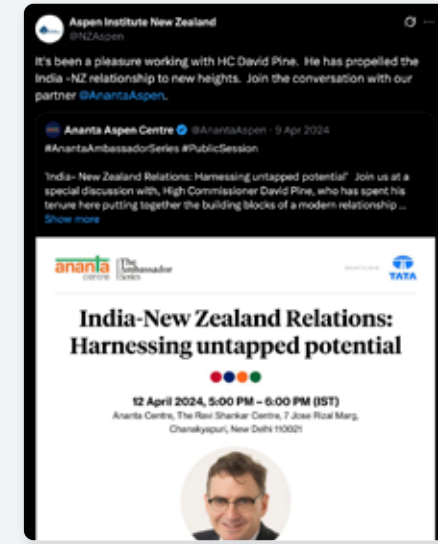 Aspen Institute New Zealand
@NZAspen
It's been a pleasure working with HC David Pine. He has propelled the
India -NZ relationship to new heights. Join the conversation with our
partner @AnantaAspen.
Ananta Aspen Centre @AnantaAspen · 9 Apr 2024
#AnantaAmbassadorSeries #PublicSession
'India- New Zealand Relations: Harnessing untapped potential' Join us at a
special discussion with, High Commissioner David Pine, who has spent his
tenure here putting together the building blocks of a modern relationship ...
Show more
ananta
centre
The
Ambassador
Series
TATA
India-New Zealand Relations:
Harnessing untapped potential
12 April 2024, 5:00 PM – 6:00 PM (IST)
Ananta Centre, The Ravi Shankar Centre, 7 Jose Rizal Marg,
Chanakyapuri, New Delhi 110021